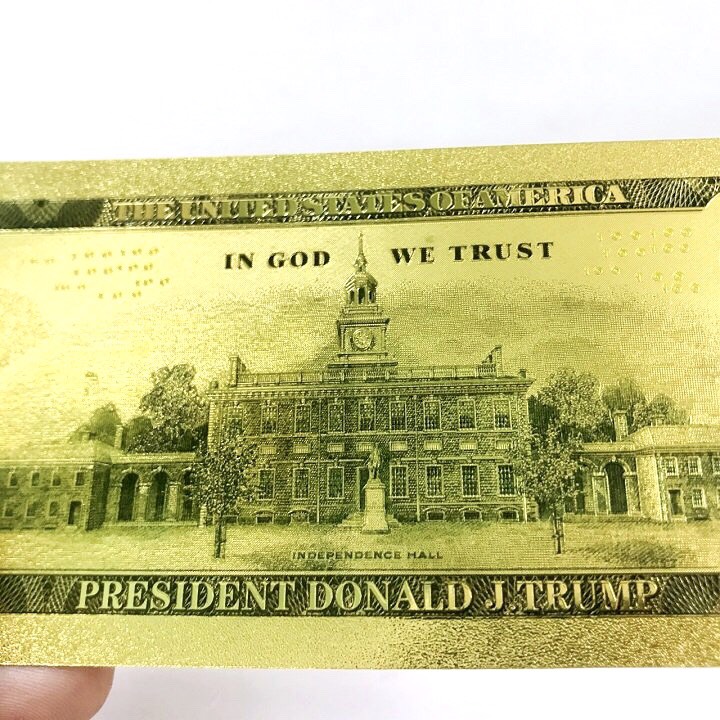 THE UNITED STATES OF AMERICA
IN GOD WE TRUST
INDEPENDENCE HALL
PRESIDENT DONALD J. TRUMP